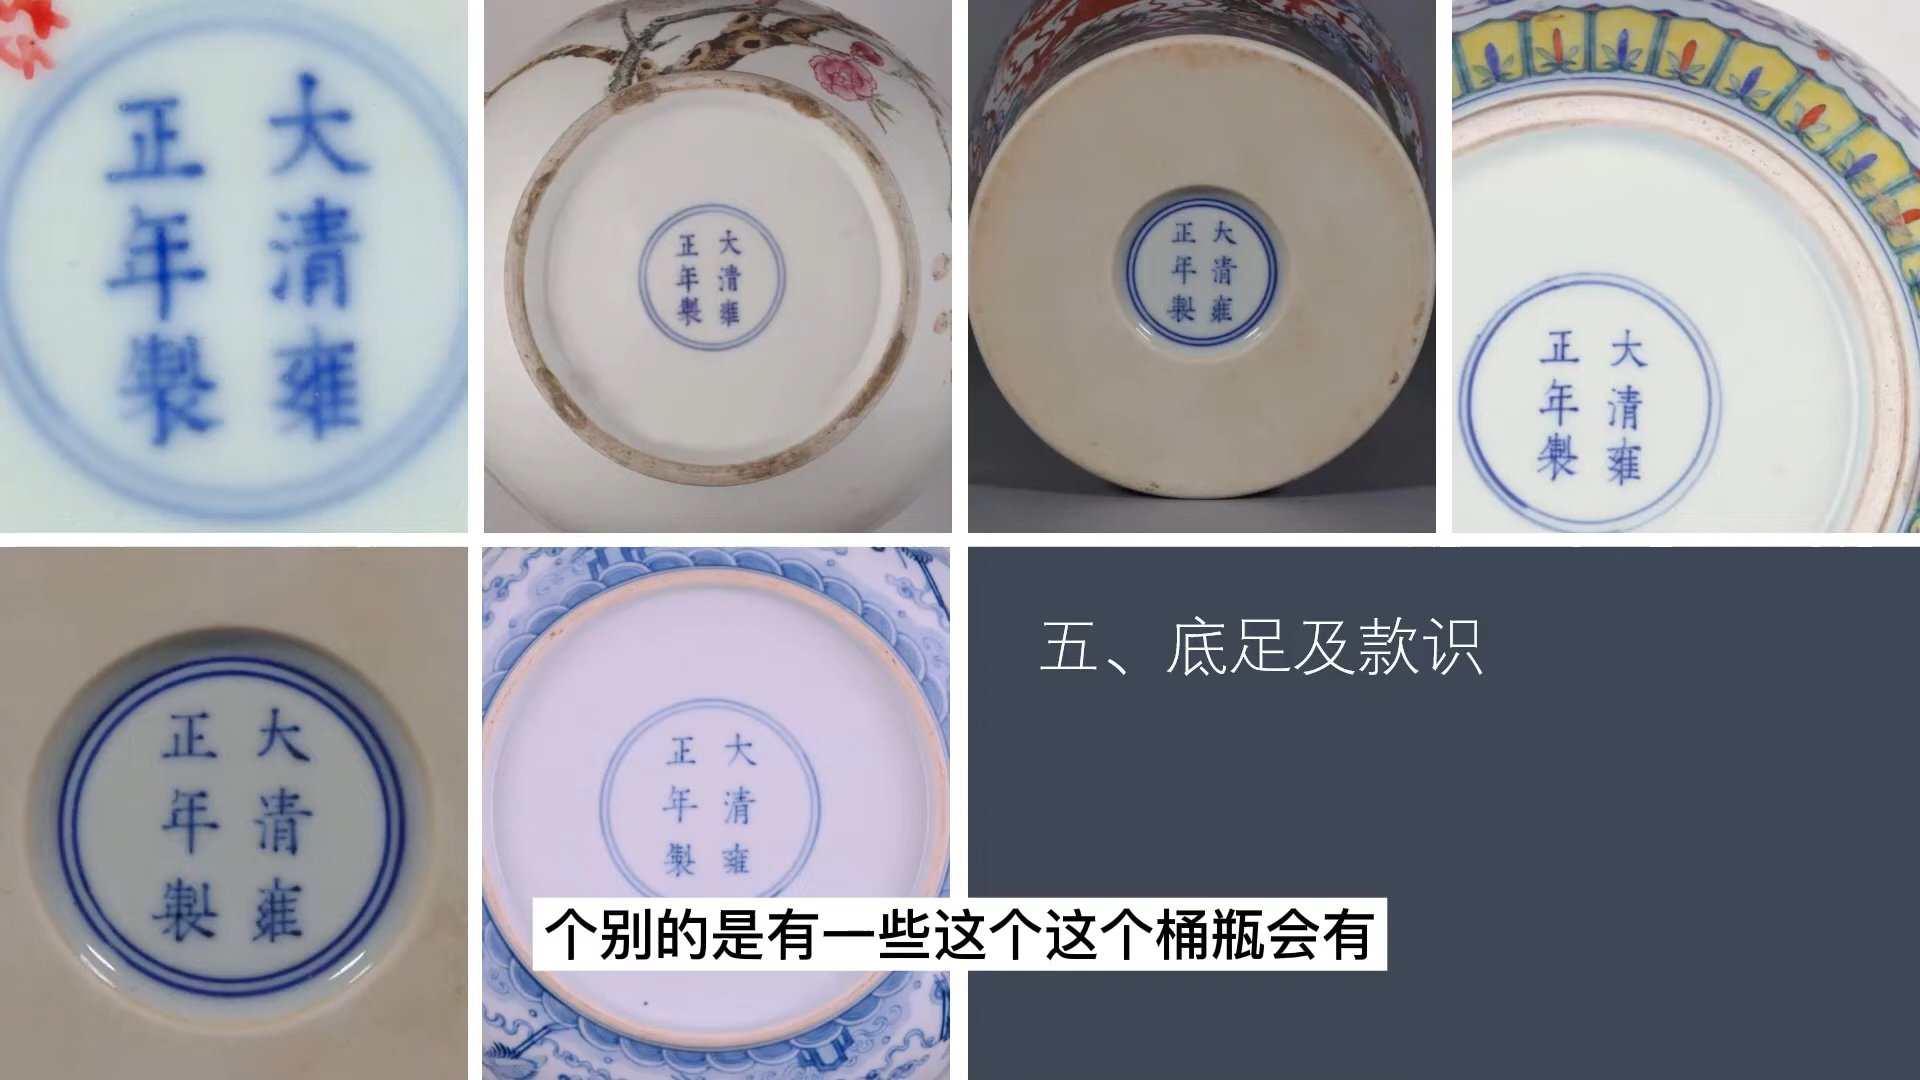 大清雍
正年製
大清雍
正年製
大清雍
正年製
大清雍
正年製
大清雍
正年製
大清雍
正年製
五、底足及款识
个别的是有一些这个这个桶瓶会有